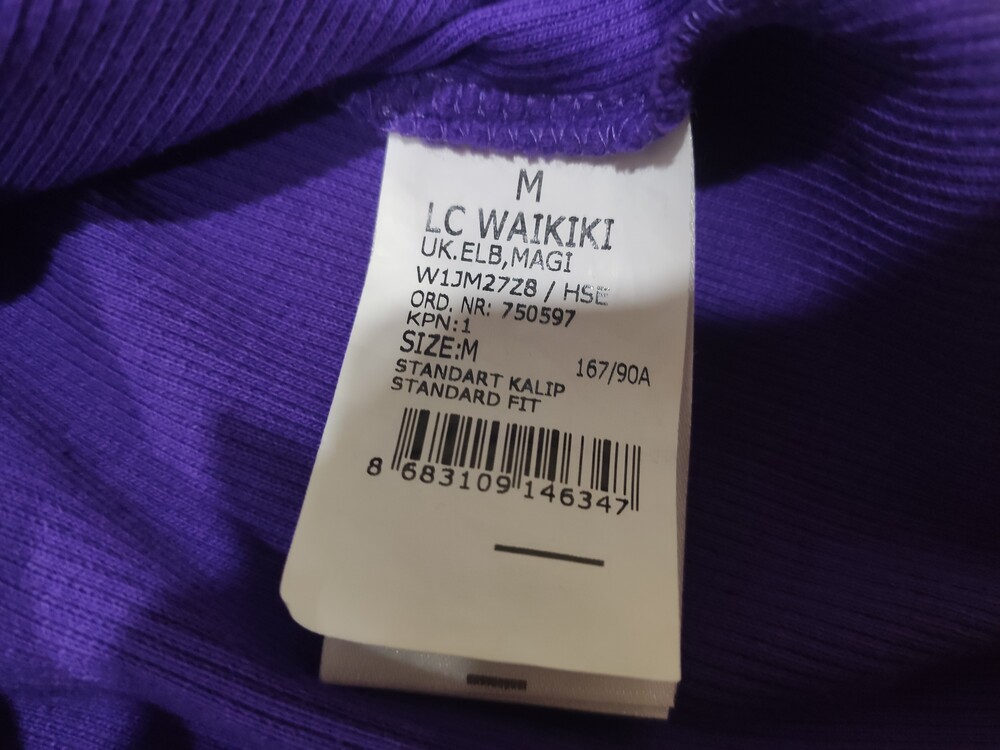 M
LC WAIKIKI
UK.ELB,MAGI
W1JM27Z8 / HSE
ORD. NR: 750597
KPN:1
SIZE:M 167/90A
STANDART KALIP
STANDARD FIT
8 683109 146347